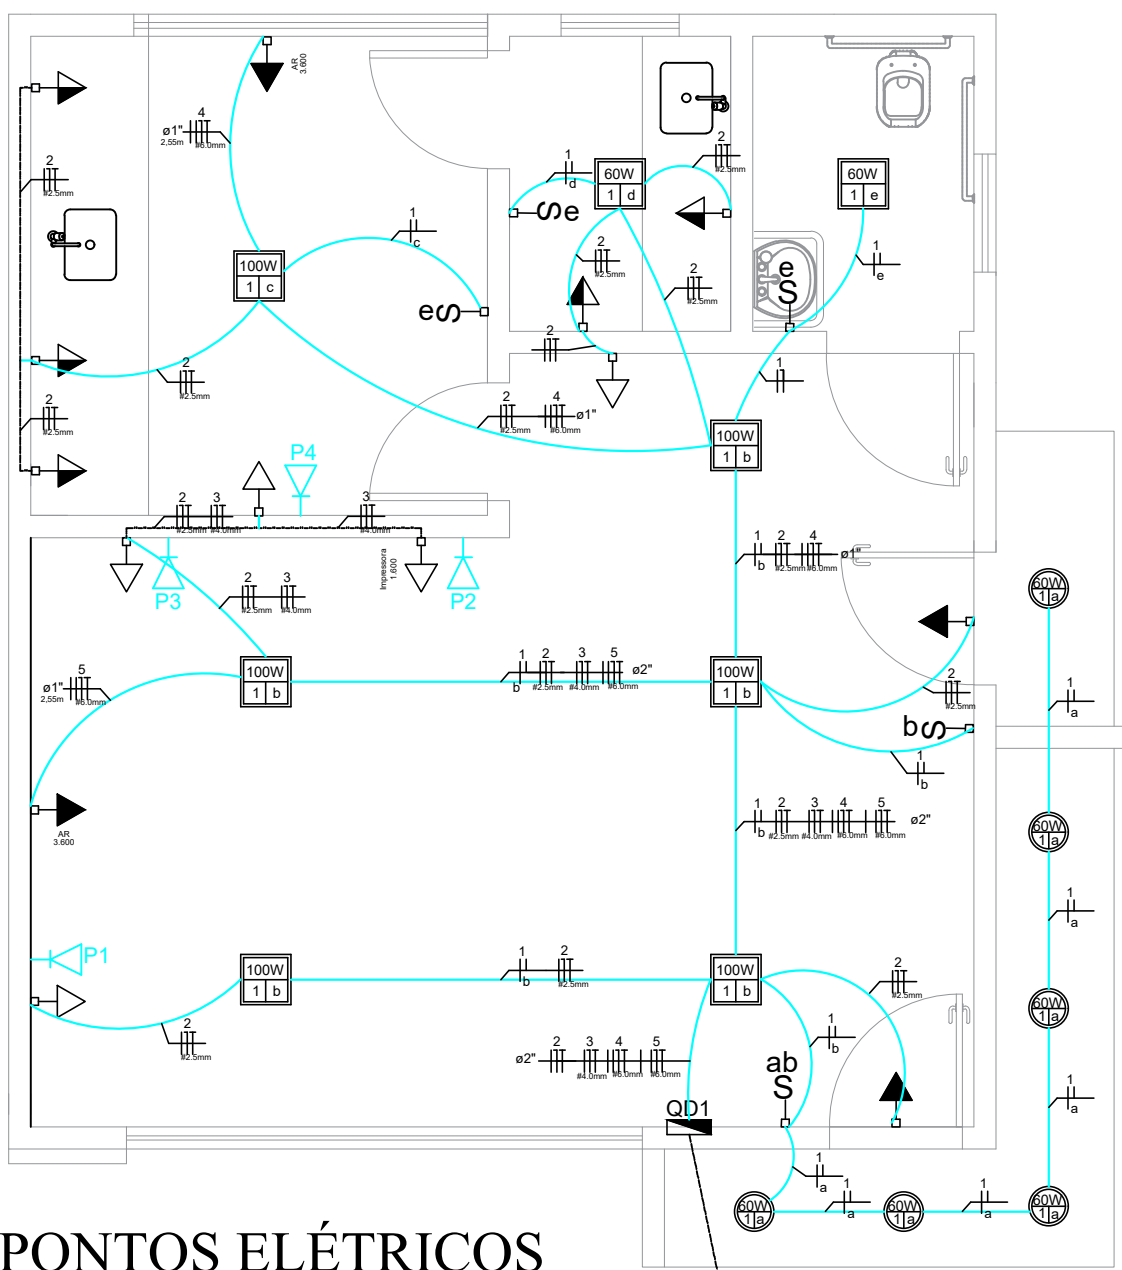 AR
3.600
4
ø1"
2,55m
#6.0mm
2
#2.5mm
1
d
60W
1 d
2
#2.5mm
60W
1 e
2
#2.5mm
Se
1
c
2
#2.5mm
2
#2.5mm
1
e
e
S
100W
1 c
eS
2
2
#2.5mm
2
#2.5mm
2
#2.5mm
4
#6.0mm
ø1"
1
100W
1 b
P4
2
#2.5mm
3
#4.0mm
3
#4.0mm
Impressora
1.600
P3
P2
1
b
2
#2.5mm
4
#6.0mm
ø1"
2
#2.5mm
3
#4.0mm
60W
1 a
5
ø1"
2,55m
#6.0mm
100W
1 b
1
b
2
#2.5mm
3
#4.0mm
5
#6.0mm
ø2"
100W
1 b
2
#2.5mm
1
a
bS
1
b
AR
3.600
1
b
2
#2.5mm
3
#4.0mm
4
#6.0mm
5
#6.0mm
ø2"
60W
1 a
1
a
P1
100W
1 b
1
b
2
#2.5mm
100W
1 b
2
#2.5mm
60W
1 a
2
#2.5mm
ø2"
2
3
#4.0mm
4
#6.0mm
5
#6.0mm
1
b
ab
S
1
a
QD1
1
a
60W
1 a
1
a
60W
1 a
1
a
60W
1 a
PONTOS ELÉTRICOS